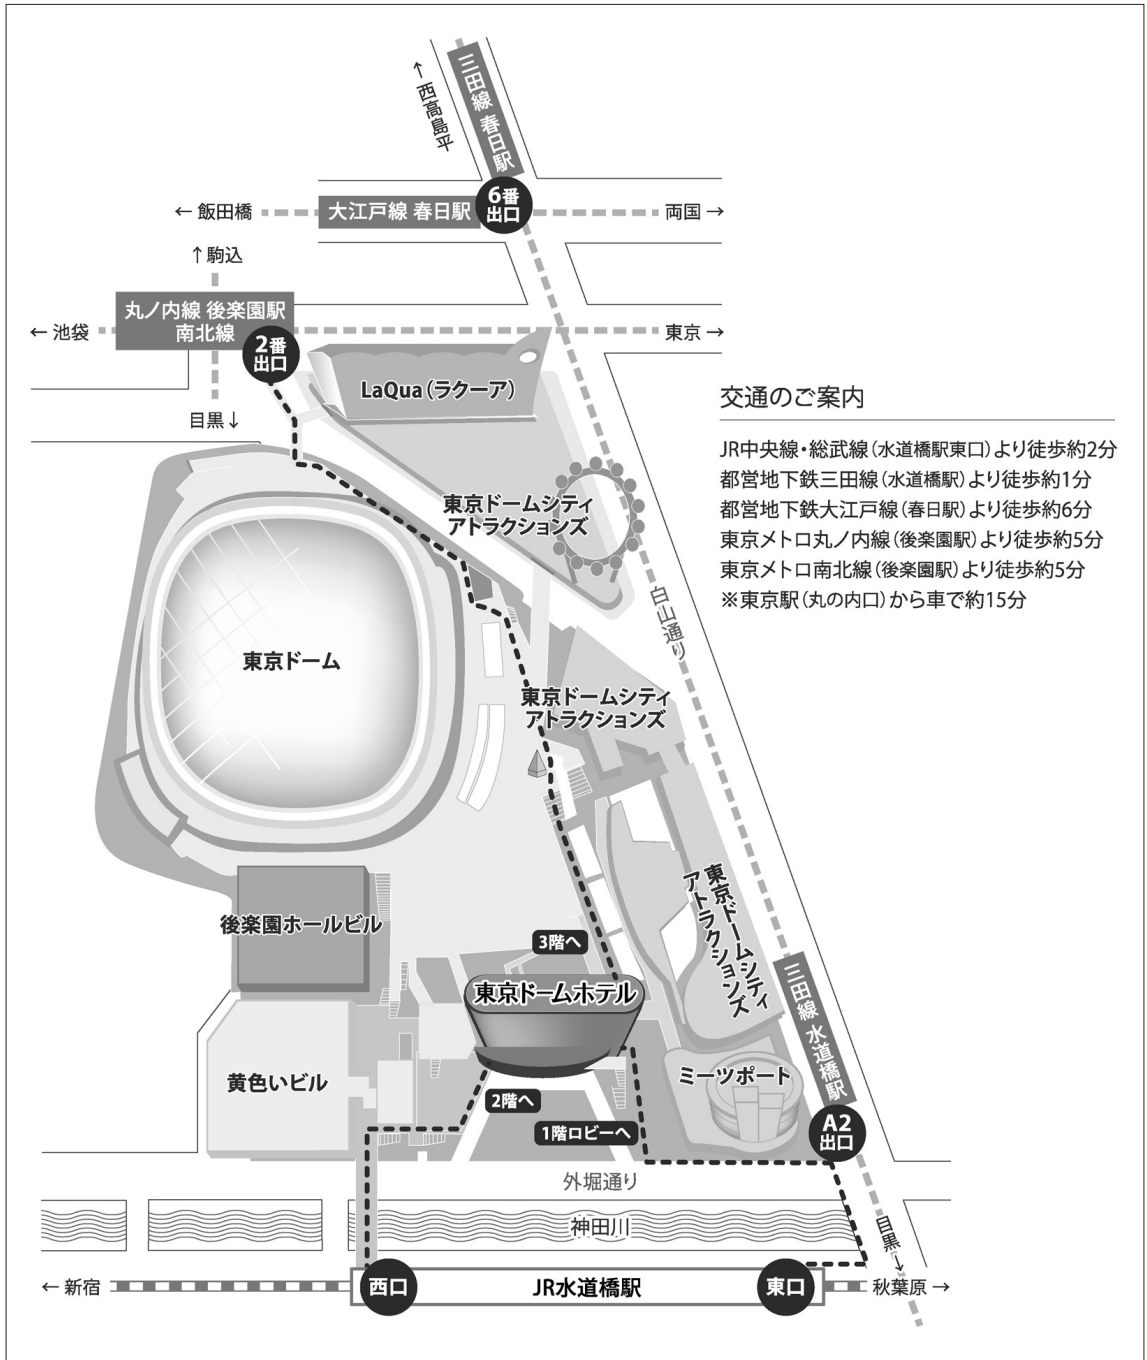 ↑西高島平
三田線 春日駅
6番
出口
← 飯田橋
大江戸線 春日駅
両国 →
↑駒込
丸ノ内線 後楽園駅
南北線
← 池袋
東京 →
2番
出口
目黒↓
LaQua(ラクーア)
交通のご案内
JR中央線・総武線(水道橋駅東口)より徒歩約2分
都営地下鉄三田線(水道橋駅)より徒歩約1分
都営地下鉄大江戸線(春日駅)より徒歩約6分
東京メトロ丸ノ内線(後楽園駅)より徒歩約5分
東京メトロ南北線(後楽園駅)より徒歩約5分
※東京駅(丸の内口)から車で約15分
東京ドームシティ
アトラクションズ
白山通り
東京ドーム
東京ドームシティ
アトラクションズ
東京ドームシティ
アトラクションズ
後楽園ホールビル
3階へ
東京ドームホテル
三田線 水道橋駅
黄色いビル
ミーツポート
2階へ
1階ロビーへ
A2
出口
外堀通り
神田川
目黒↓
← 新宿
西口
JR水道橋駅
東口
秋葉原 →